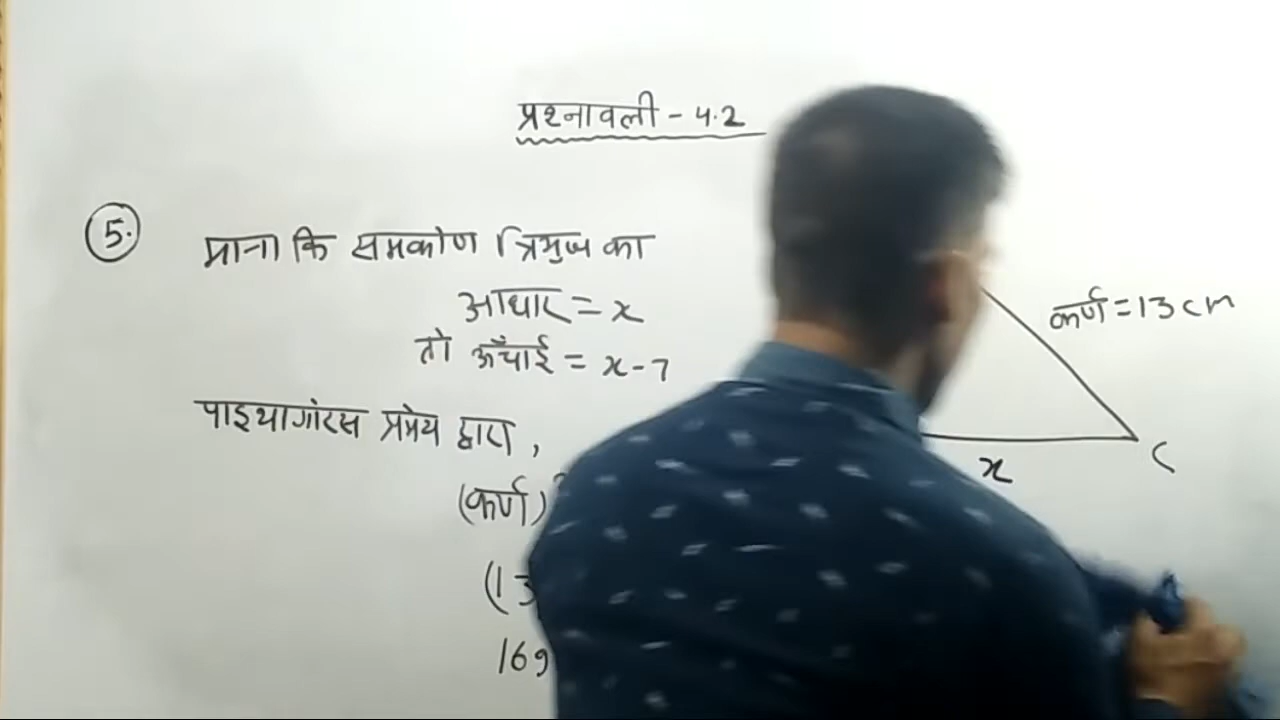 प्रश्नावली - 4.2
5.
माना कि समकोण त्रिभुज का
आधार = x
तो ऊँचाई = x - 7
पाइथागोरस प्रमेय द्वारा ,
(कर्ण)
(13
169
कर्ण = 13 cm
x
C